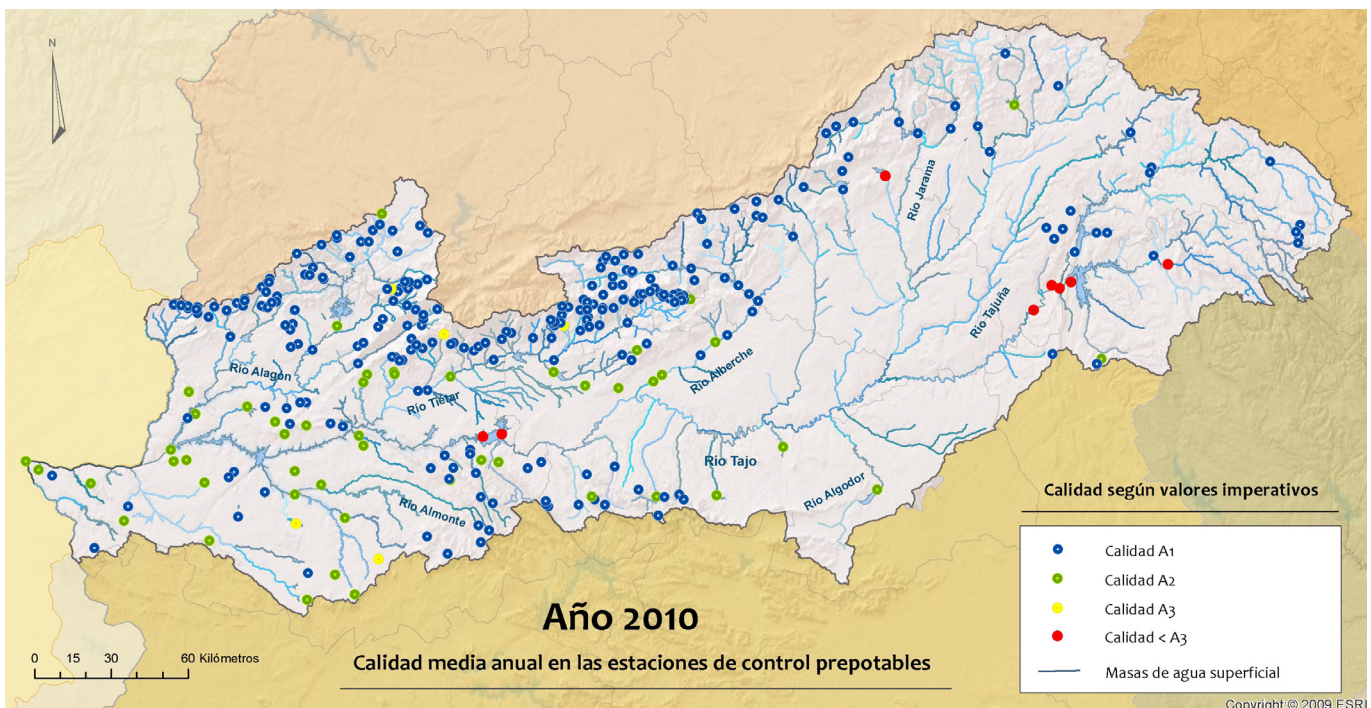 N
Río Jarama
Río Tajuña
Río Alagón
Río Alberche
Río Tiétar
Río Tajo
Río Algodor
Río Almonte
Calidad según valores imperativos
Calidad A1
Calidad A2
Calidad A3
Calidad < A3
Masas de agua superficial
Año 2010
Calidad media anual en las estaciones de control prepotables
0 15 30 60 Kilómetros
Copyright © 2009 ESRI